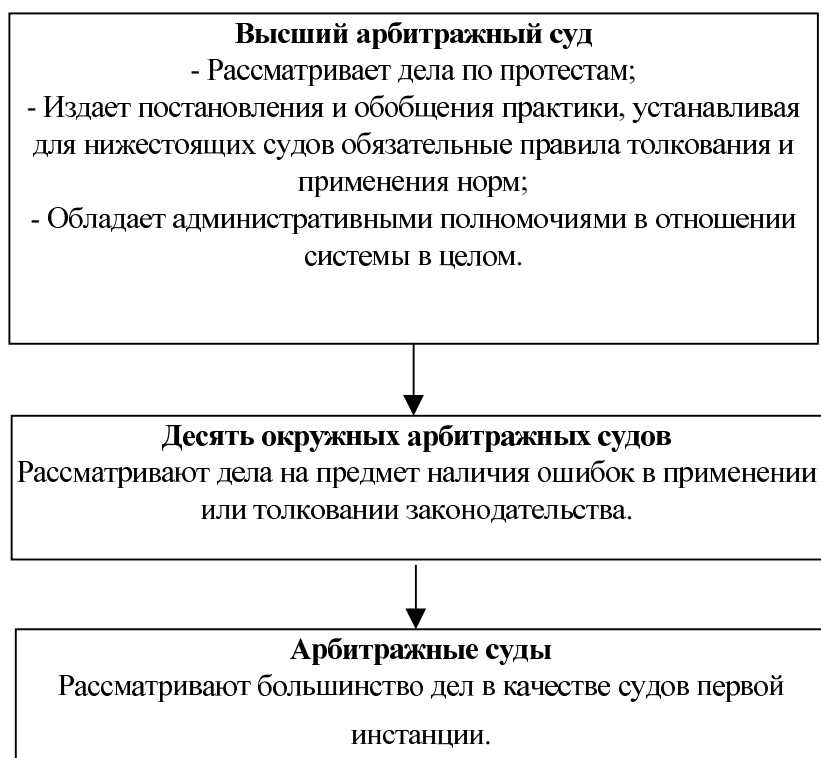 Высший арбитражный суд
- Рассматривает дела по протестам;
- Издает постановления и обобщения практики, устанавливая
для нижестоящих судов обязательные правила толкования и
применения норм;
- Обладает административными полномочиями в отношении
системы в целом.
Десять окружных арбитражных судов
Рассматривают дела на предмет наличия ошибок в применении
или толковании законодательства.
Арбитражные суды
Рассматривают большинство дел в качестве судов первой
инстанции.